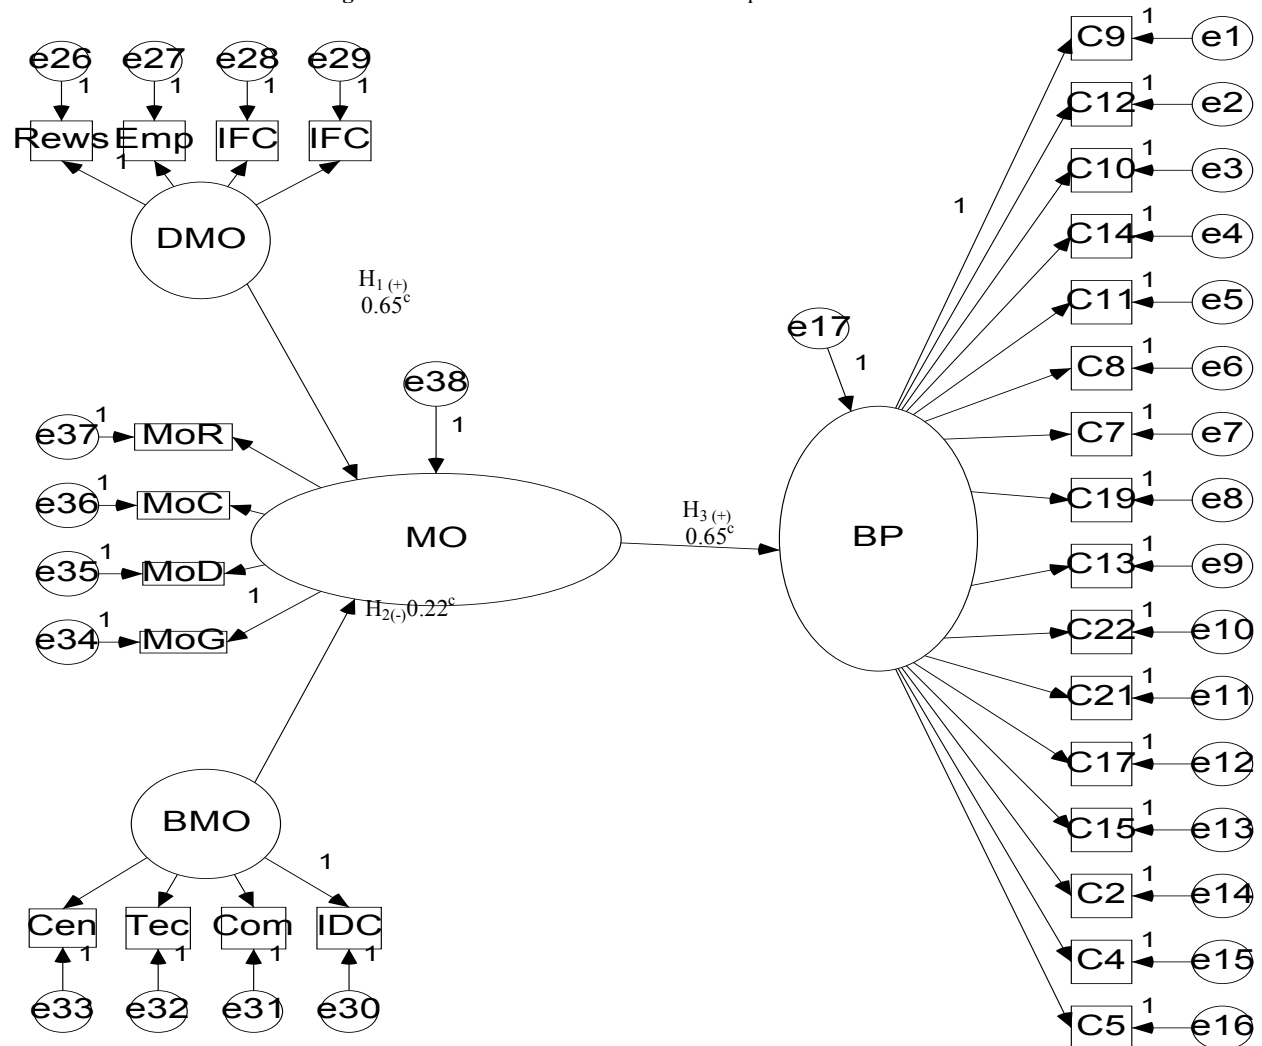 e26 e27 e28 e29
1 1 1 1
Rews Emp IFC IFC
1
DMO
H1 (+)
0.65c
e38
1
e37 1 MoR
e36 1 MoC
e35 1 MoD
e34 1 MoG
1
MO
H2(-)0.22c
H3 (+)
0.65c
BMO
1
Cen Tec Com IDC
1 1 1 1
e33 e32 e31 e30
e17
1
BP
1
C9 1 e1
C12 1 e2
C10 1 e3
C14 1 e4
C11 1 e5
C8 1 e6
C7 1 e7
C19 1 e8
C13 1 e9
C22 1 e10
C21 1 e11
C17 1 e12
C15 1 e13
C2 1 e14
C4 1 e15
C5 1 e16